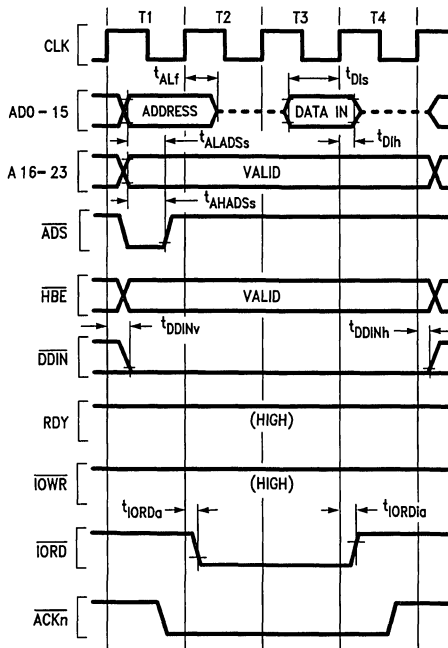 T1 T2 T3 T4
CLK
tALf tDIs
AD0-15 ADDRESS DATA IN
tALADSs tDIh
A16-23 VALID
tAHADSs
ADS
HBE VALID
tDDINv tDDINh
DDIN
RDY (HIGH)
IOWR (HIGH)
tIORDa tIORDia
IORD
ACKn